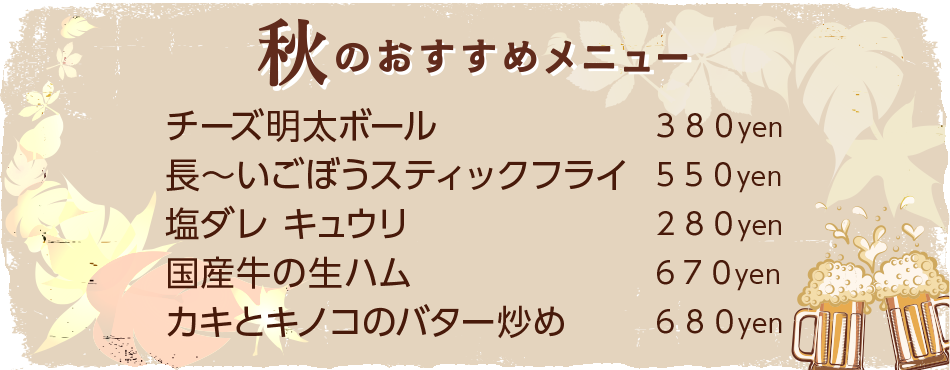 秋のおすすめメニュー
チーズ明太ボール ３８０yen
長～いごぼうスティックフライ ５５０yen
塩ダレ キュウリ ２８０yen
国産牛の生ハム ６７０yen
カキとキノコのバター炒め ６８０yen